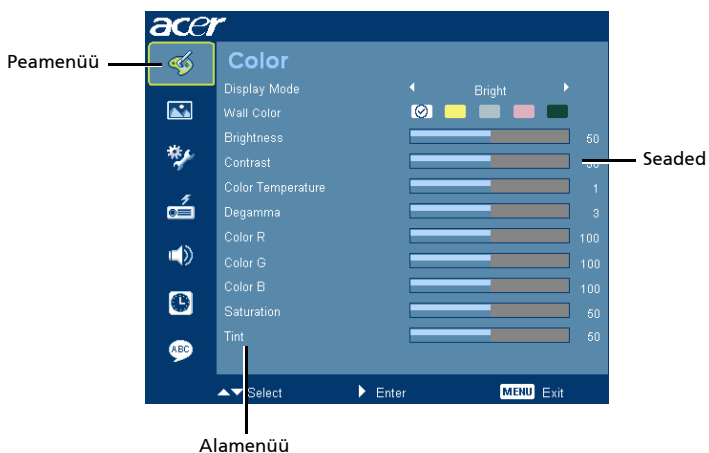 acer
Peamenüü
Color
Display Mode Bright
Wall Color
Brightness 50
Contrast
Seaded
Color Temperature 1
Degamma 3
Color R 100
Color G 100
Color B 100
Saturation 50
Tint 50
ABC
Select Enter MENU Exit
Alamenüü